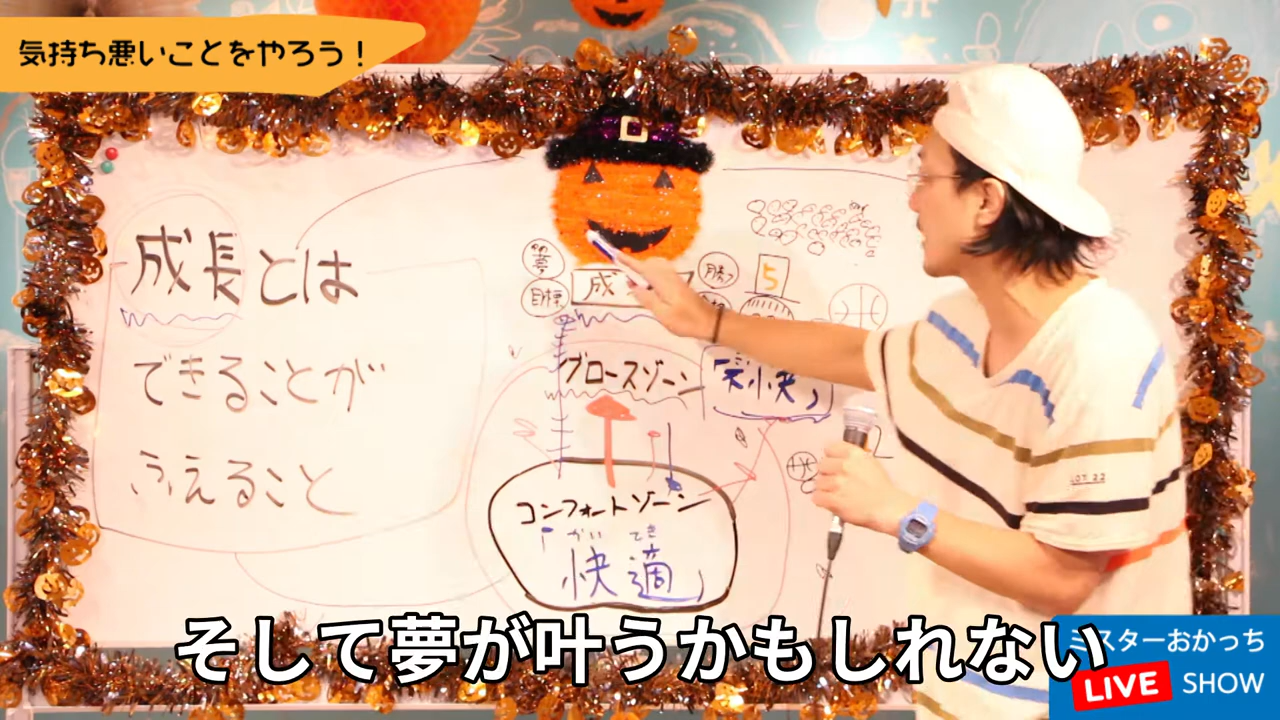 気持ち悪いことをやろう！
成長とは
できることが
ふえること
夢
目標
成
勝つ
5
グロースゾーン
コンフォートゾーン
「かいてき
快適」
LOT 22
そして夢が叶うかもしれない
ミスターおかっち
LIVE SHOW